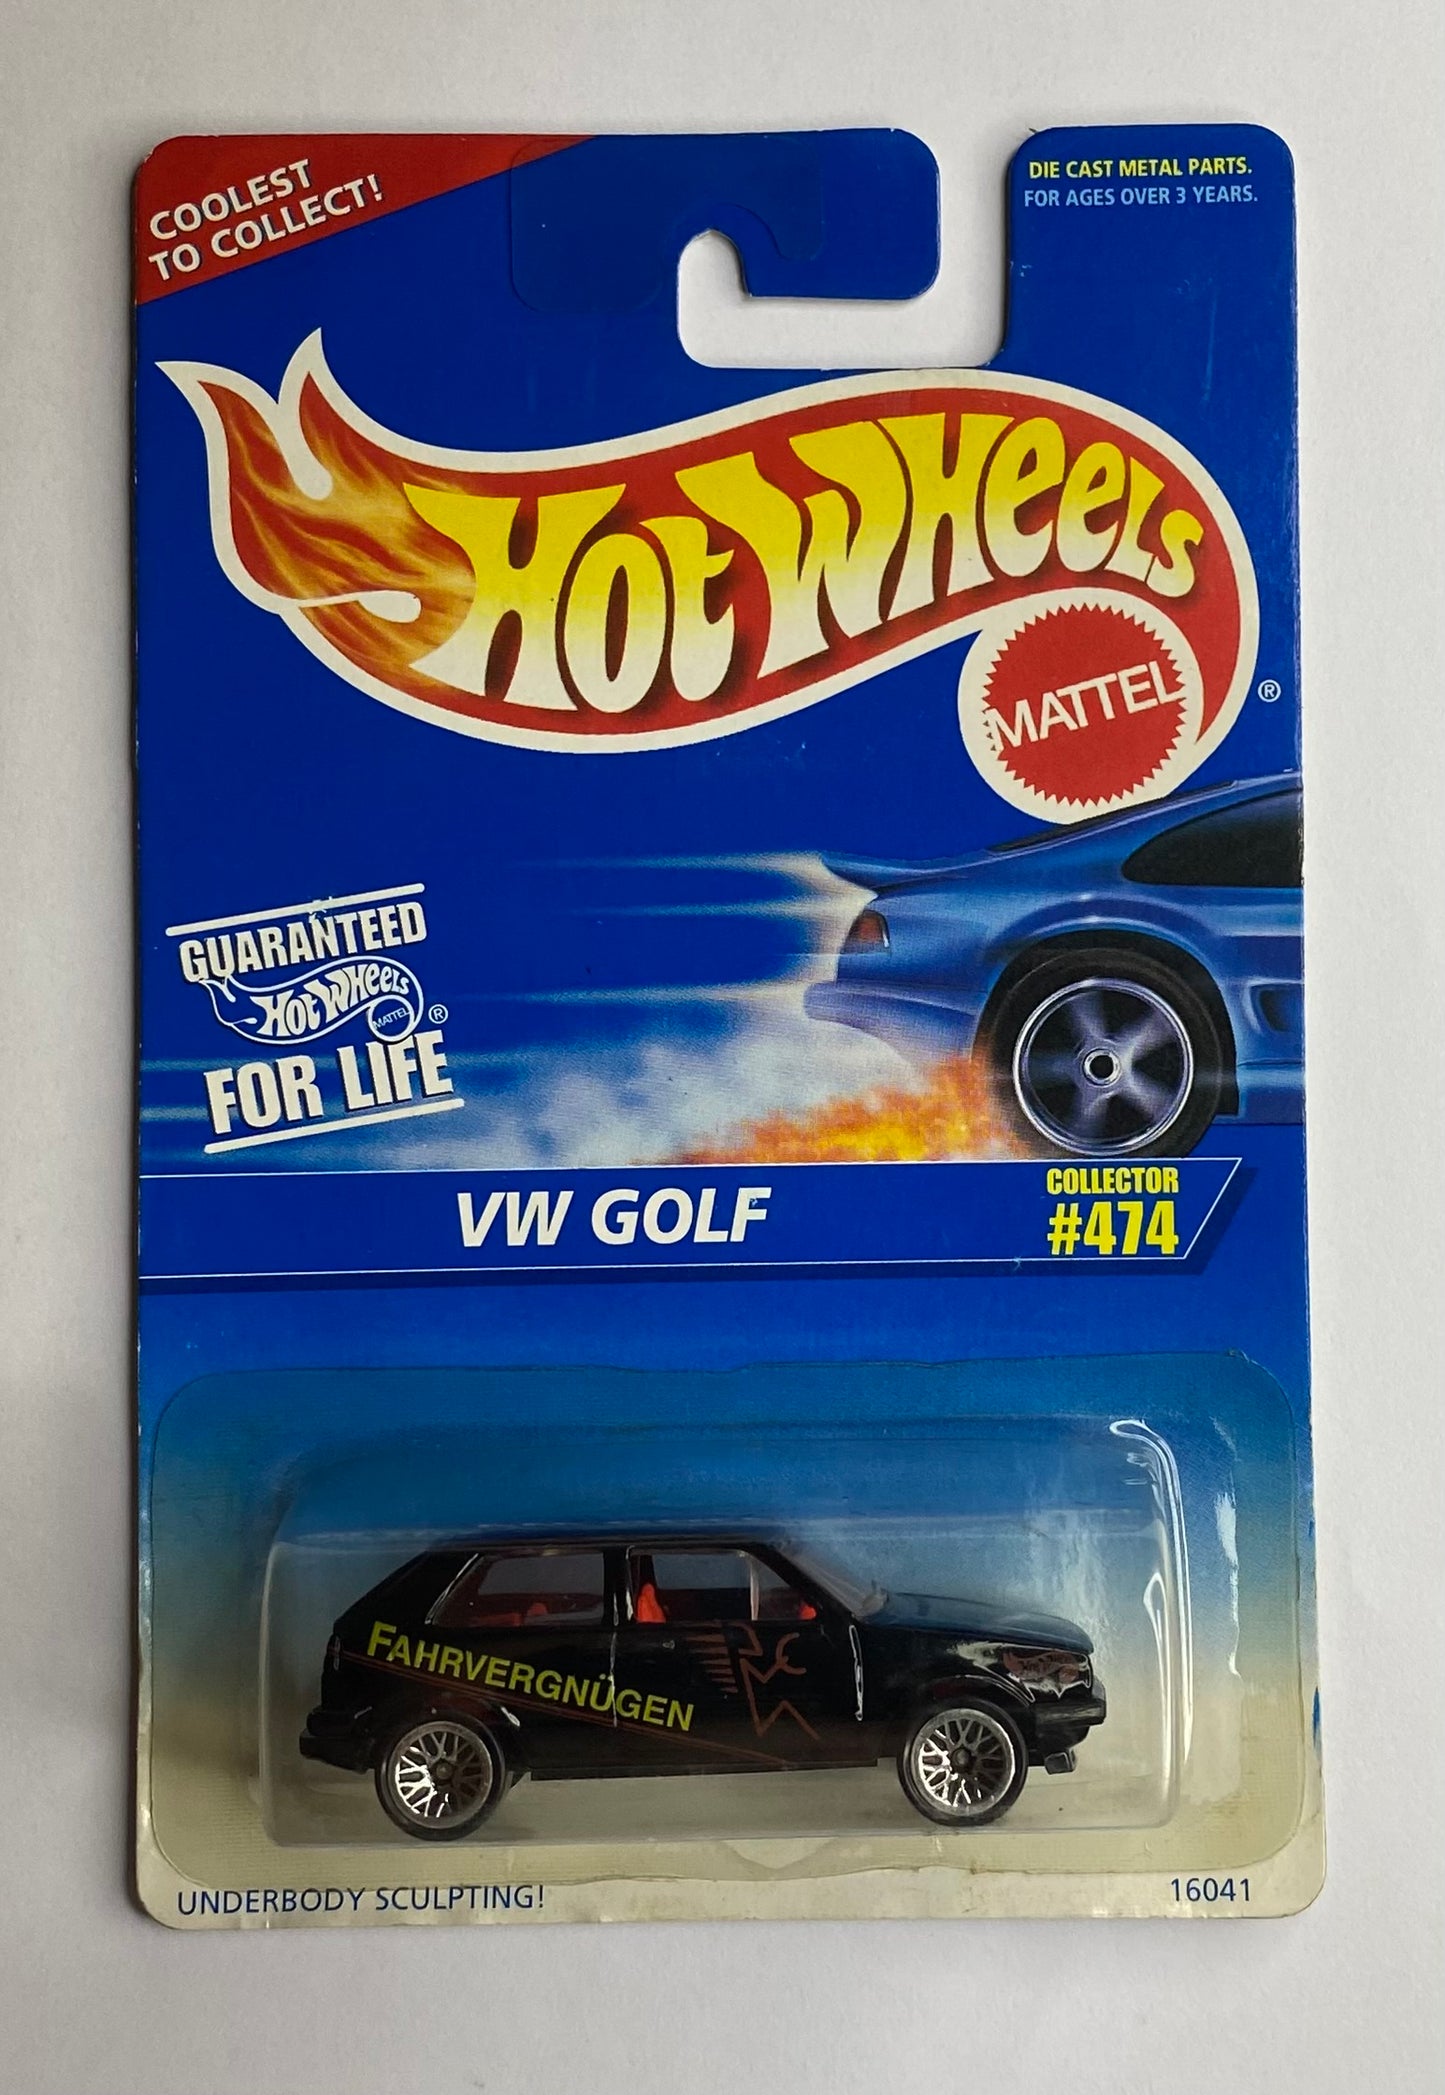 COOLEST
TO COLLECT!
DIE CAST METAL PARTS.
FOR AGES OVER 3 YEARS.
HOT WHEELS
MATTEL
®
GUARANTEED
HOT WHEELS
MATTEL
®
FOR LIFE
VW GOLF
COLLECTOR
#474
FAHRVERGNÜGEN
UNDERBODY SCULPTING!
16041